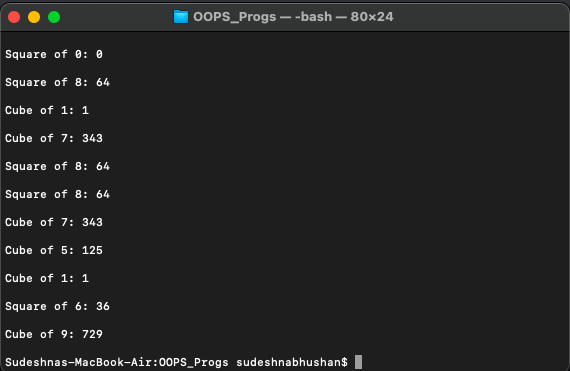 OOPS_Progs — -bash — 80×24
Square of 0: 0
Square of 8: 64
Cube of 1: 1
Cube of 7: 343
Square of 8: 64
Square of 8: 64
Cube of 7: 343
Cube of 5: 125
Cube of 1: 1
Square of 6: 36
Cube of 9: 729
Sudeshnas-MacBook-Air:OOPS_Progs sudeshnabhushan$